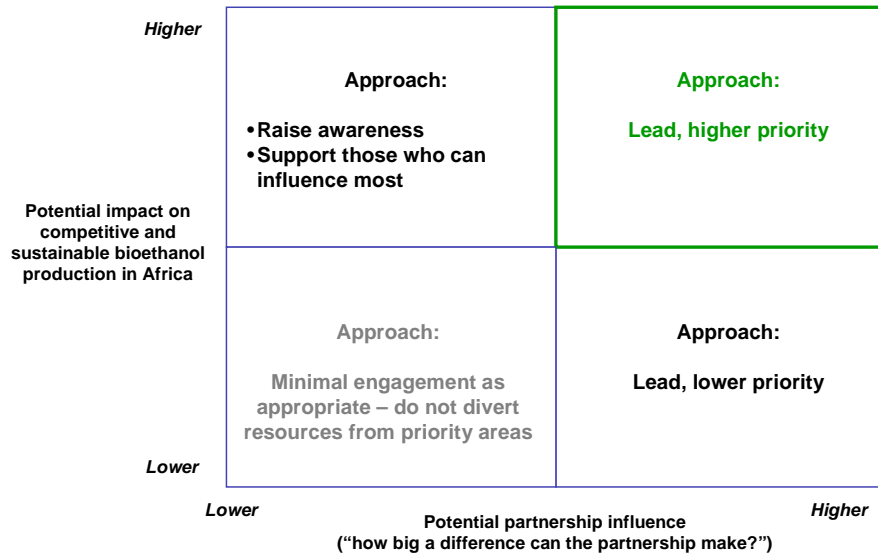 Higher
Approach:
• Raise awareness
• Support those who can
influence most
Approach:
Lead, higher priority
Potential impact on
competitive and
sustainable bioethanol
production in Africa
Approach:
Minimal engagement as
appropriate – do not divert
resources from priority areas
Approach:
Lead, lower priority
Lower
Lower
Higher
Potential partnership influence
(“how big a difference can the partnership make?”)